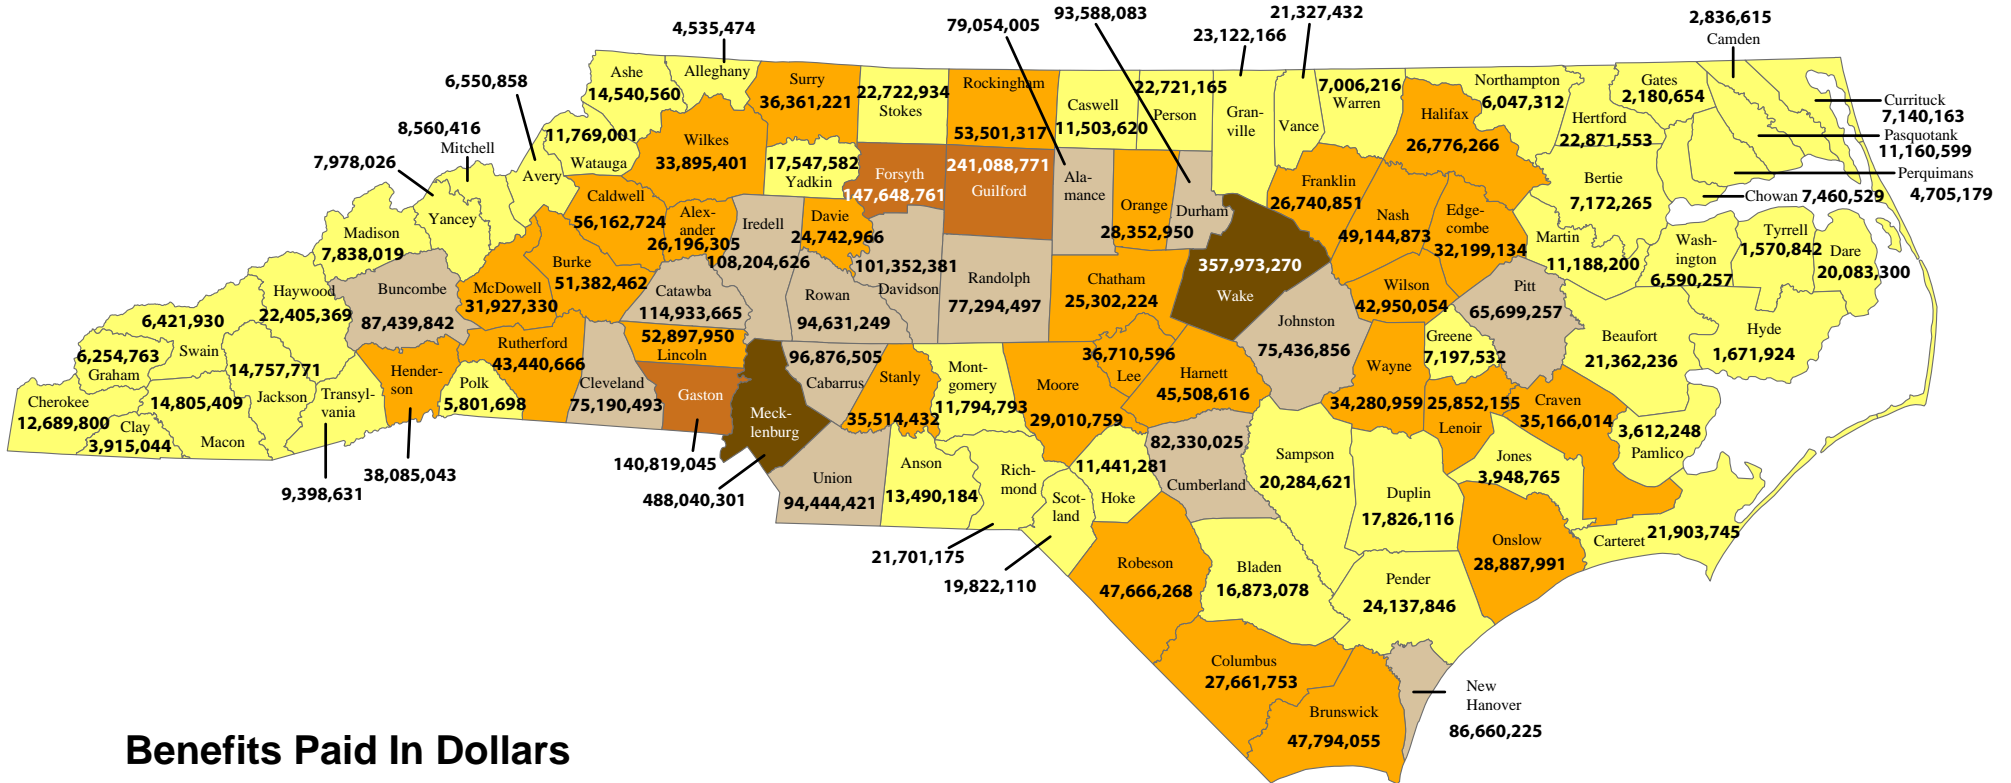 4,535,474
79,054,005
93,588,083
21,327,432
23,122,166
2,836,615
Camden
6,550,858
8,560,416
Mitchell
7,978,026
Ashe
14,540,560
Alleghany
Surry
36,361,221
22,722,934
Stokes
Rockingham
53,501,317
Caswell
11,503,620
22,721,165
Person
Gran-
ville
Vance
7,006,216
Warren
Northampton
6,047,312
Gates
2,180,654
Currituck
7,140,163
Pasquotank
11,160,599
Perquimans
4,705,179
Chowan 7,460,529
Halifax
26,776,266
Hertford
22,871,553
Bertie
7,172,265
11,769,001
Watauga
Wilkes
33,895,401
17,547,582
Yadkin
Forsyth
147,648,761
241,088,771
Guilford
Ala-
mance
Orange
28,352,950
Durham
Franklin
26,740,851
Nash
49,144,873
Edge-
combe
32,199,134
Martin
11,188,200
Wash-
ington
6,590,257
Tyrrell
1,570,842
Dare
20,083,300
Avery
Yancey
Madison
7,838,019
Caldwell
56,162,724
Alex-
ander
26,196,305
Iredell
108,204,626
Davie
24,742,966
101,352,381
Davidson
Randolph
77,294,497
Chatham
25,302,224
357,973,270
Wake
Wilson
42,950,054
Pitt
65,699,257
Haywood
22,405,369
Buncombe
87,439,842
McDowell
31,927,330
Burke
51,382,462
Catawba
114,933,665
Rowan
94,631,249
Johnston
75,436,856
Greene
7,197,532
Beaufort
21,362,236
Hyde
1,671,924
6,421,930
Swain
6,254,763
Graham
14,757,771
Jackson
Transyl-
vania
Hender-
son
Polk
5,801,698
Rutherford
43,440,666
Cleveland
75,190,493
52,897,950
Lincoln
Gaston
Meck-
lenburg
96,876,505
Cabarrus
Stanly
35,514,432
Mont-
gomery
11,794,793
Moore
29,010,759
36,710,596
Lee
Harnett
45,508,616
Wayne
34,280,959
25,852,155
Lenoir
Craven
35,166,014
3,612,248
Pamlico
Cherokee
12,689,800
Clay
3,915,044
14,805,409
Macon
9,398,631
38,085,043
140,819,045
488,040,301
Union
94,444,421
Anson
13,490,184
Rich-
mond
21,701,175
Scot-
land
19,822,110
11,441,281
Hoke
82,330,025
Cumberland
Sampson
20,284,621
Duplin
17,826,116
Jones
3,948,765
Onslow
28,887,991
Carteret 21,903,745
Robeson
47,666,268
Bladen
16,873,078
Pender
24,137,846
Columbus
27,661,753
Brunswick
47,794,055
New
Hanover
86,660,225
Benefits Paid In Dollars